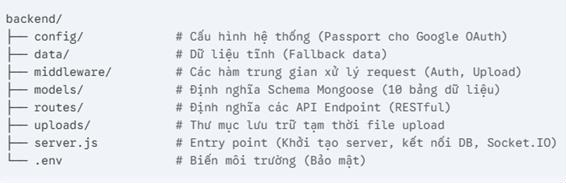 backend/
├── config/ # Cấu hình hệ thống (Passport cho Google OAuth)
├── data/ # Dữ liệu tĩnh (Fallback data)
├── middleware/ # Các hàm trung gian xử lý request (Auth, Upload)
├── models/ # Định nghĩa Schema Mongoose (10 bảng dữ liệu)
├── routes/ # Định nghĩa các API Endpoint (RESTful)
├── uploads/ # Thư mục lưu trữ tạm thời file upload
├── server.js # Entry point (Khởi tạo server, kết nối DB, Socket.IO)
└── .env # Biến môi trường (Bảo mật)